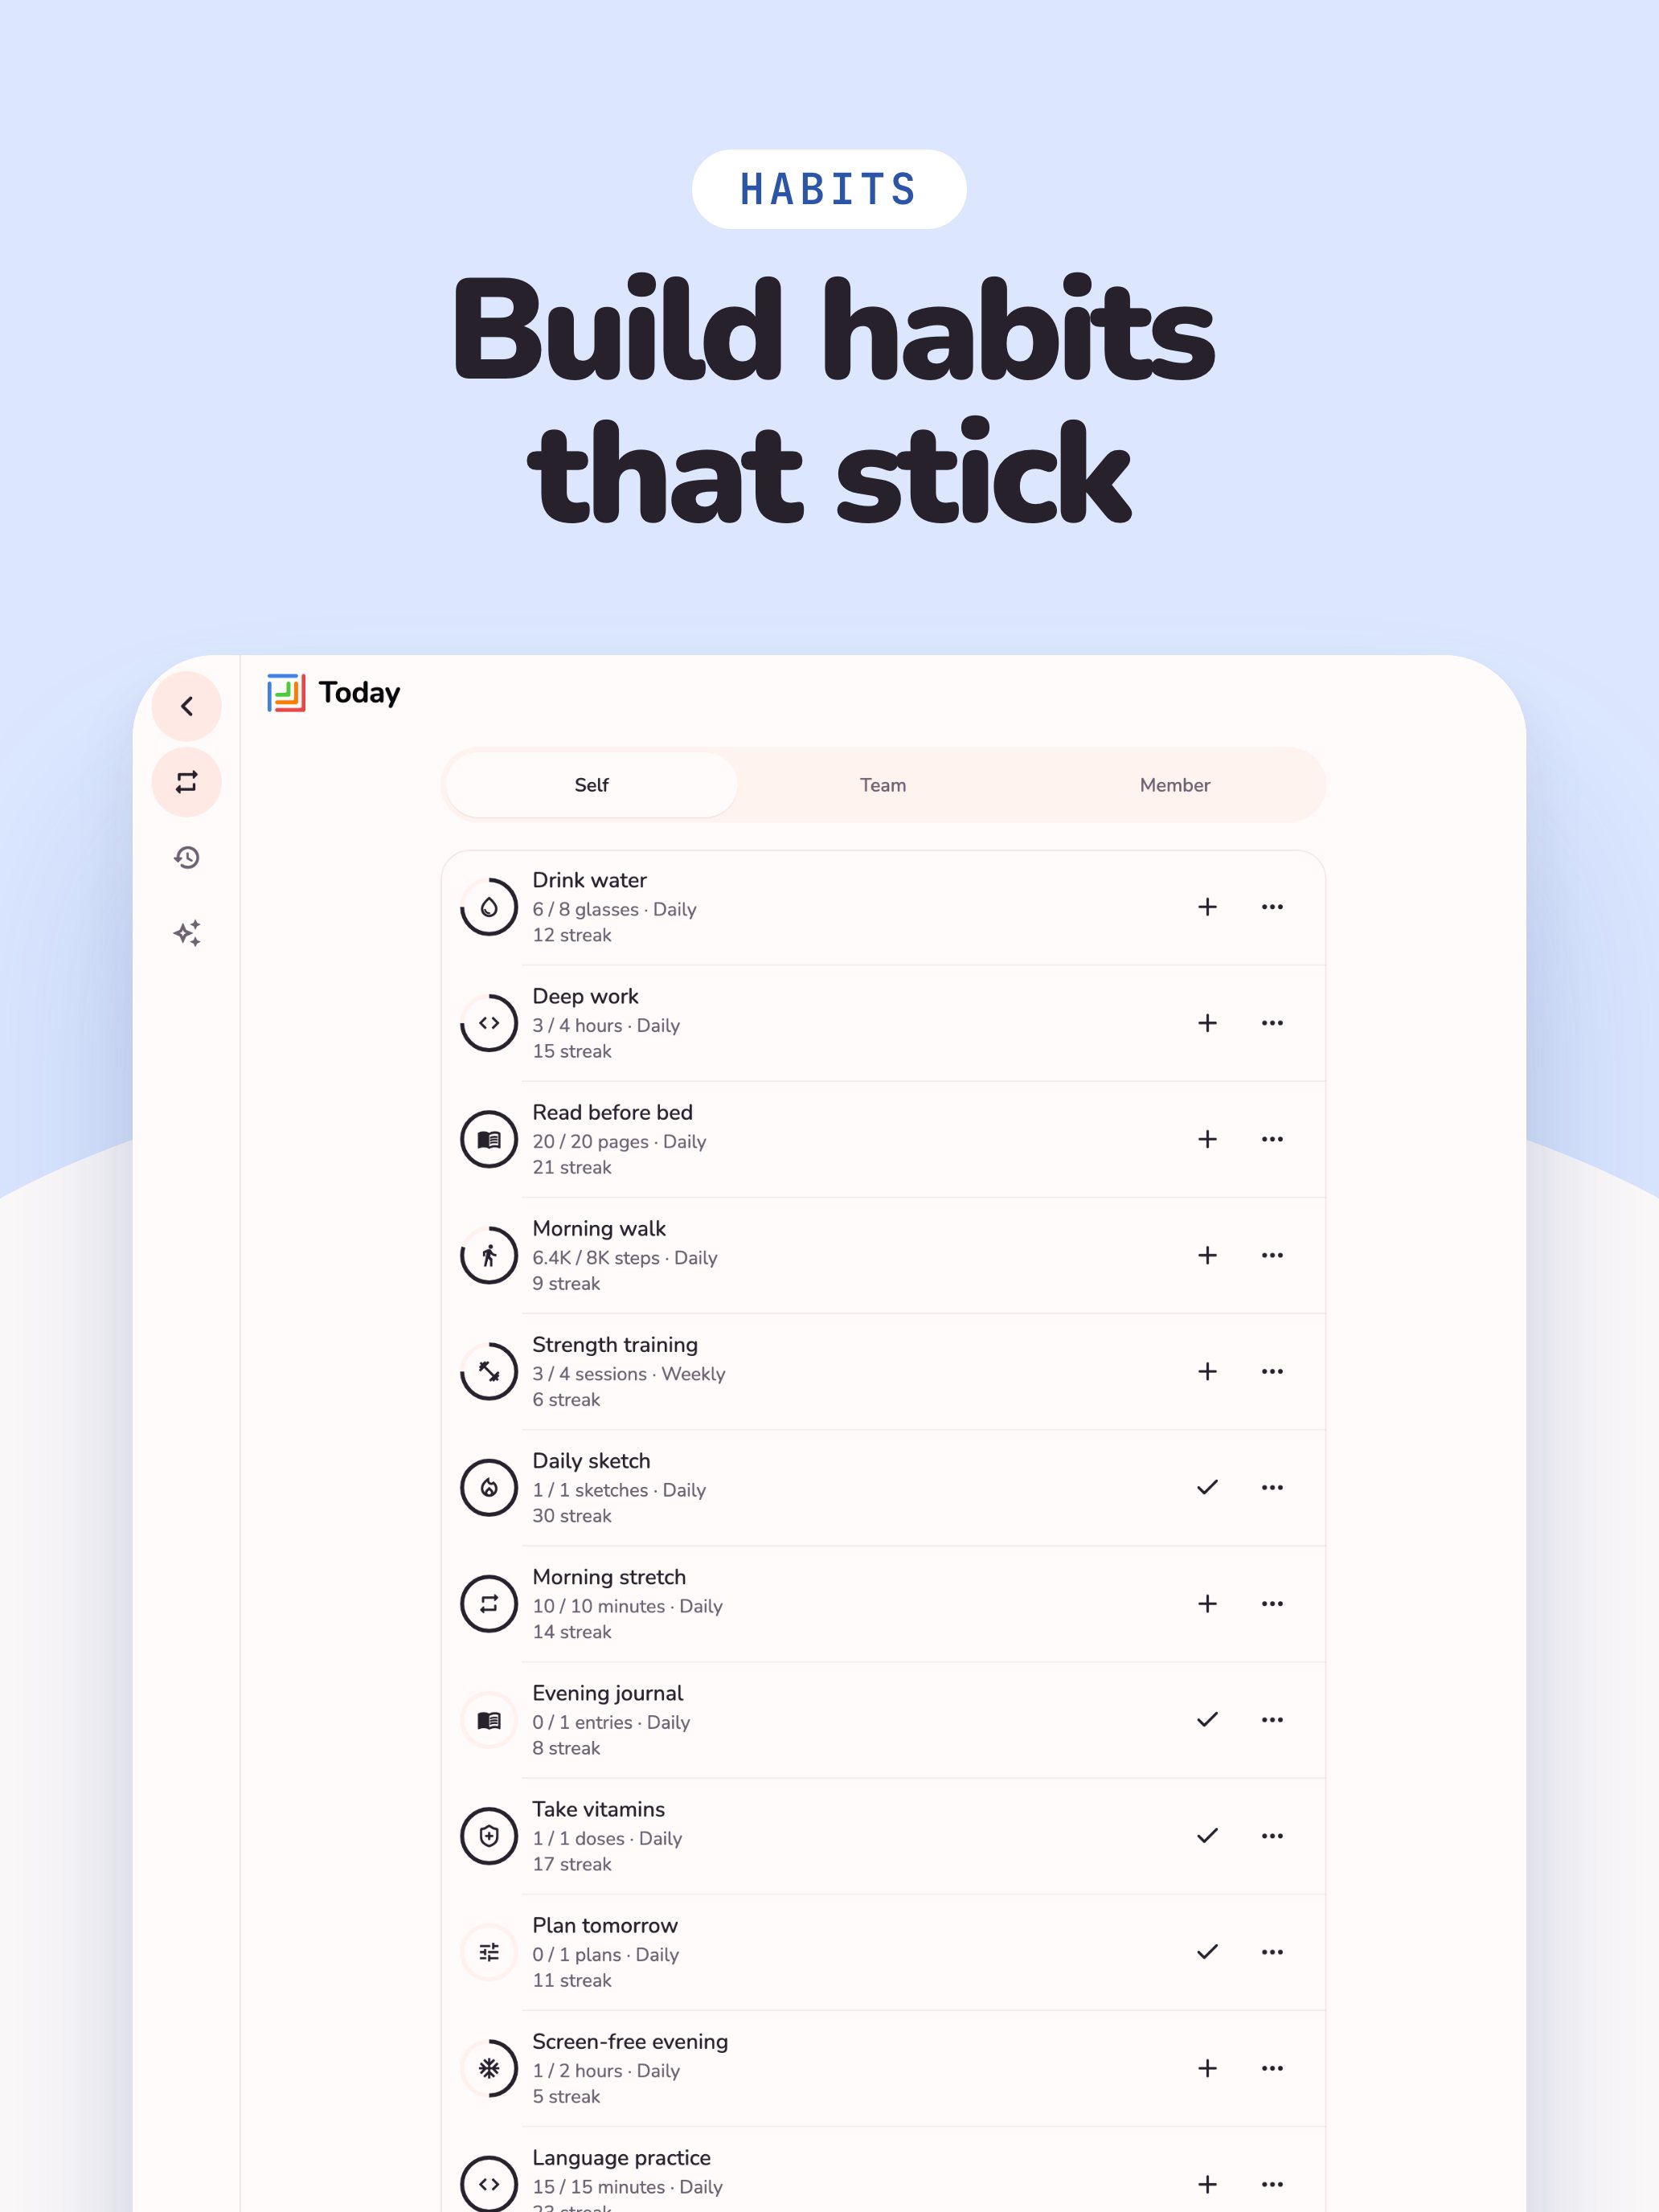 HABITS
Build habits
that stick
Today
Self
Team
Member
Drink water
6 / 8 glasses · Daily
12 streak
Deep work
3 / 4 hours · Daily
15 streak
Read before bed
20 / 20 pages · Daily
21 streak
Morning walk
6.4K / 8K steps · Daily
9 streak
Strength training
3 / 4 sessions · Weekly
6 streak
Daily sketch
1 / 1 sketches · Daily
30 streak
Morning stretch
10 / 10 minutes · Daily
14 streak
Evening journal
0 / 1 entries · Daily
8 streak
Take vitamins
1 / 1 doses · Daily
17 streak
Plan tomorrow
0 / 1 plans · Daily
11 streak
Screen-free evening
1 / 2 hours · Daily
5 streak
Language practice
15 / 15 minutes · Daily